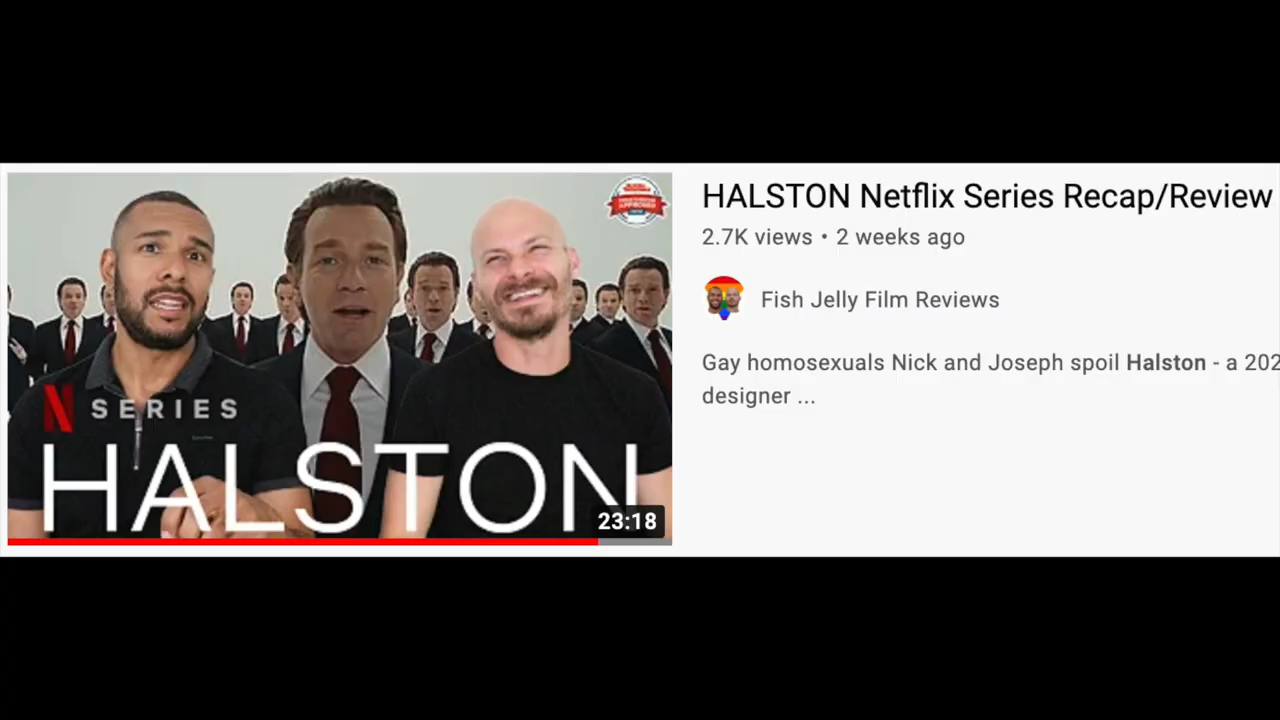 HALSTON Netflix Series Recap/Review
2.7K views • 2 weeks ago
Fish Jelly Film Reviews
Gay homosexuals Nick and Joseph spoil Halston - a 202
designer ...
N SERIES
HALSTON
23:18